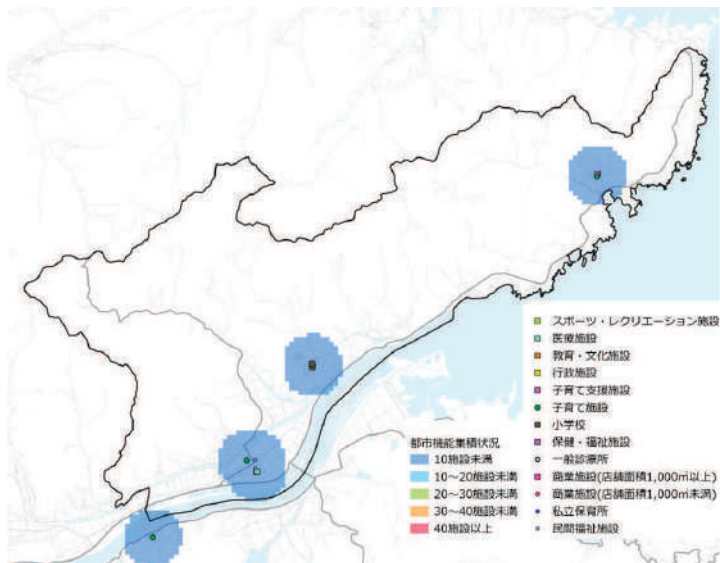 都市機能集積状況
10施設未満
10～20施設未満
20～30施設未満
30～40施設未満
40施設以上
スポーツ・レクリエーション施設
医療施設
教育・文化施設
行政施設
子育て支援施設
子育て施設
小学校
保健・福祉施設
一般診療所
商業施設(店舗面積1,000㎡以上)
商業施設(店舗面積1,000㎡未満)
私立保育所
民間福祉施設